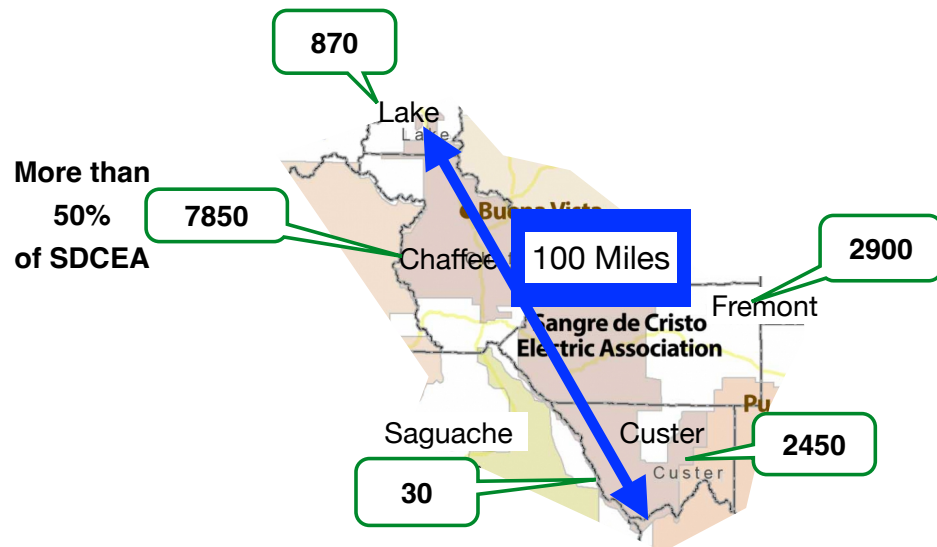 870
Lake
Lake
More than
50%
of SDCEA
7850
Buena Vista
Chaffee
100 Miles
2900
Fremont
Sangre de Cristo
Electric Association
Pu
Saguache
Custer
2450
Custer
30